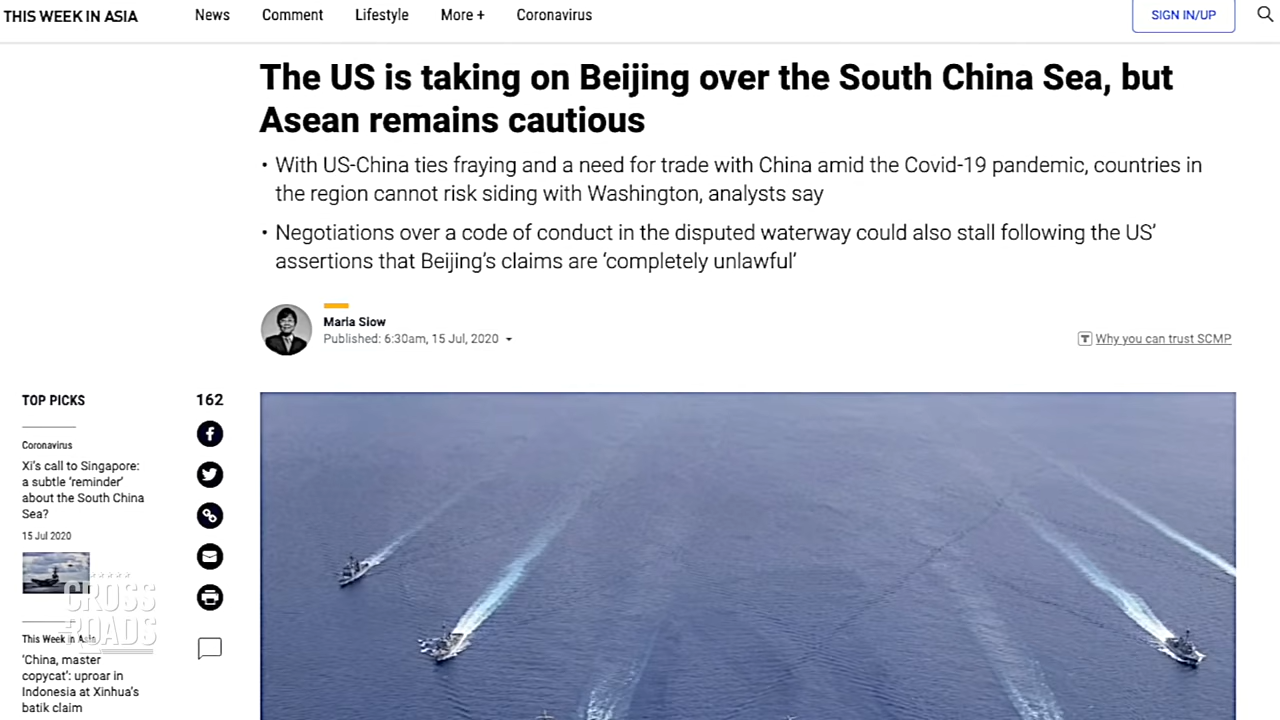 THIS WEEK IN ASIA
News
Comment
Lifestyle
More +
Coronavirus
SIGN IN/UP
The US is taking on Beijing over the South China Sea, but
Asean remains cautious
• With US-China ties fraying and a need for trade with China amid the Covid-19 pandemic, countries in
the region cannot risk siding with Washington, analysts say
• Negotiations over a code of conduct in the disputed waterway could also stall following the US'
assertions that Beijing's claims are 'completely unlawful'
Maria Siow
Published: 6:30am, 15 Jul, 2020
Why you can trust SCMP
TOP PICKS
162
Coronavirus
Xi's call to Singapore:
a subtle 'reminder'
about the South China
Sea?
15 Jul 2020
CROSS
ROADS
This Week in Asia
'China, master
copycat': uproar in
Indonesia at Xinhua's
batik claim